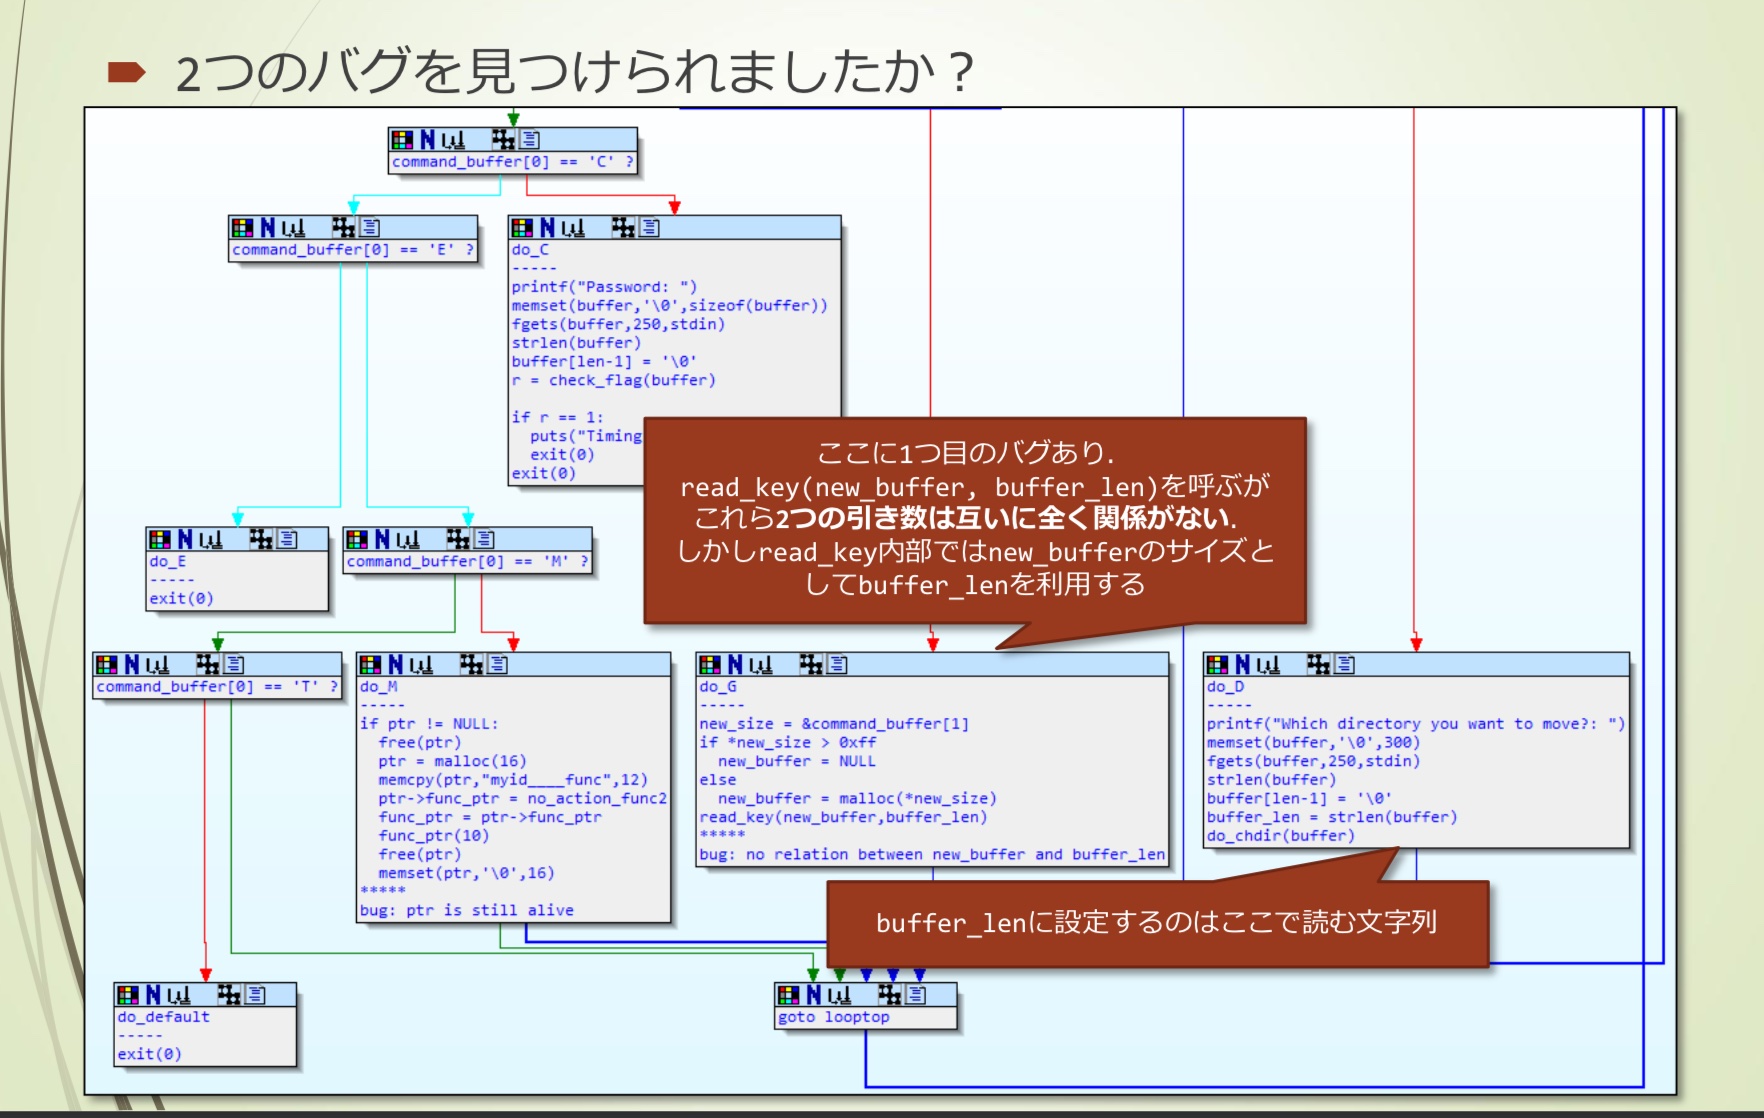 2つのバグを見つけられましたか？
command_buffer[0] == 'C' ?
command_buffer[0] == 'E' ?
do_C
-----
printf("Password: ")
memset(buffer,'\0',sizeof(buffer))
fgets(buffer,250,stdin)
strlen(buffer)
buffer[len-1] = '\0'
r = check_flag(buffer)
if r == 1:
puts("Timing
exit(0)
exit(0)
ここに1つ目のバグあり.
read_key(new_buffer, buffer_len)を呼ぶが
これら2つの引き数は互いに全く関係がない.
しかしread_key内部ではnew_bufferのサイズと
してbuffer_lenを利用する
do_E
-----
exit(0)
command_buffer[0] == 'M' ?
command_buffer[0] == 'T' ?
do_M
-----
if ptr != NULL:
free(ptr)
ptr = malloc(16)
memcpy(ptr,"myid____func",12)
ptr->func_ptr = no_action_func2
func_ptr = ptr->func_ptr
func_ptr(10)
free(ptr)
memset(ptr,'\0',16)
*****
bug: ptr is still alive
do_G
-----
new_size = &command_buffer[1]
if *new_size > 0xff
new_buffer = NULL
else
new_buffer = malloc(*new_size)
read_key(new_buffer,buffer_len)
*****
bug: no relation between new_buffer and buffer_len
do_D
-----
printf("Which directory you want to move?: ")
memset(buffer,'\0',300)
fgets(buffer,250,stdin)
strlen(buffer)
buffer[len-1] = '\0'
buffer_len = strlen(buffer)
do_chdir(buffer)
buffer_lenに設定するのはここで読む文字列
do_default
-----
exit(0)
goto looptop